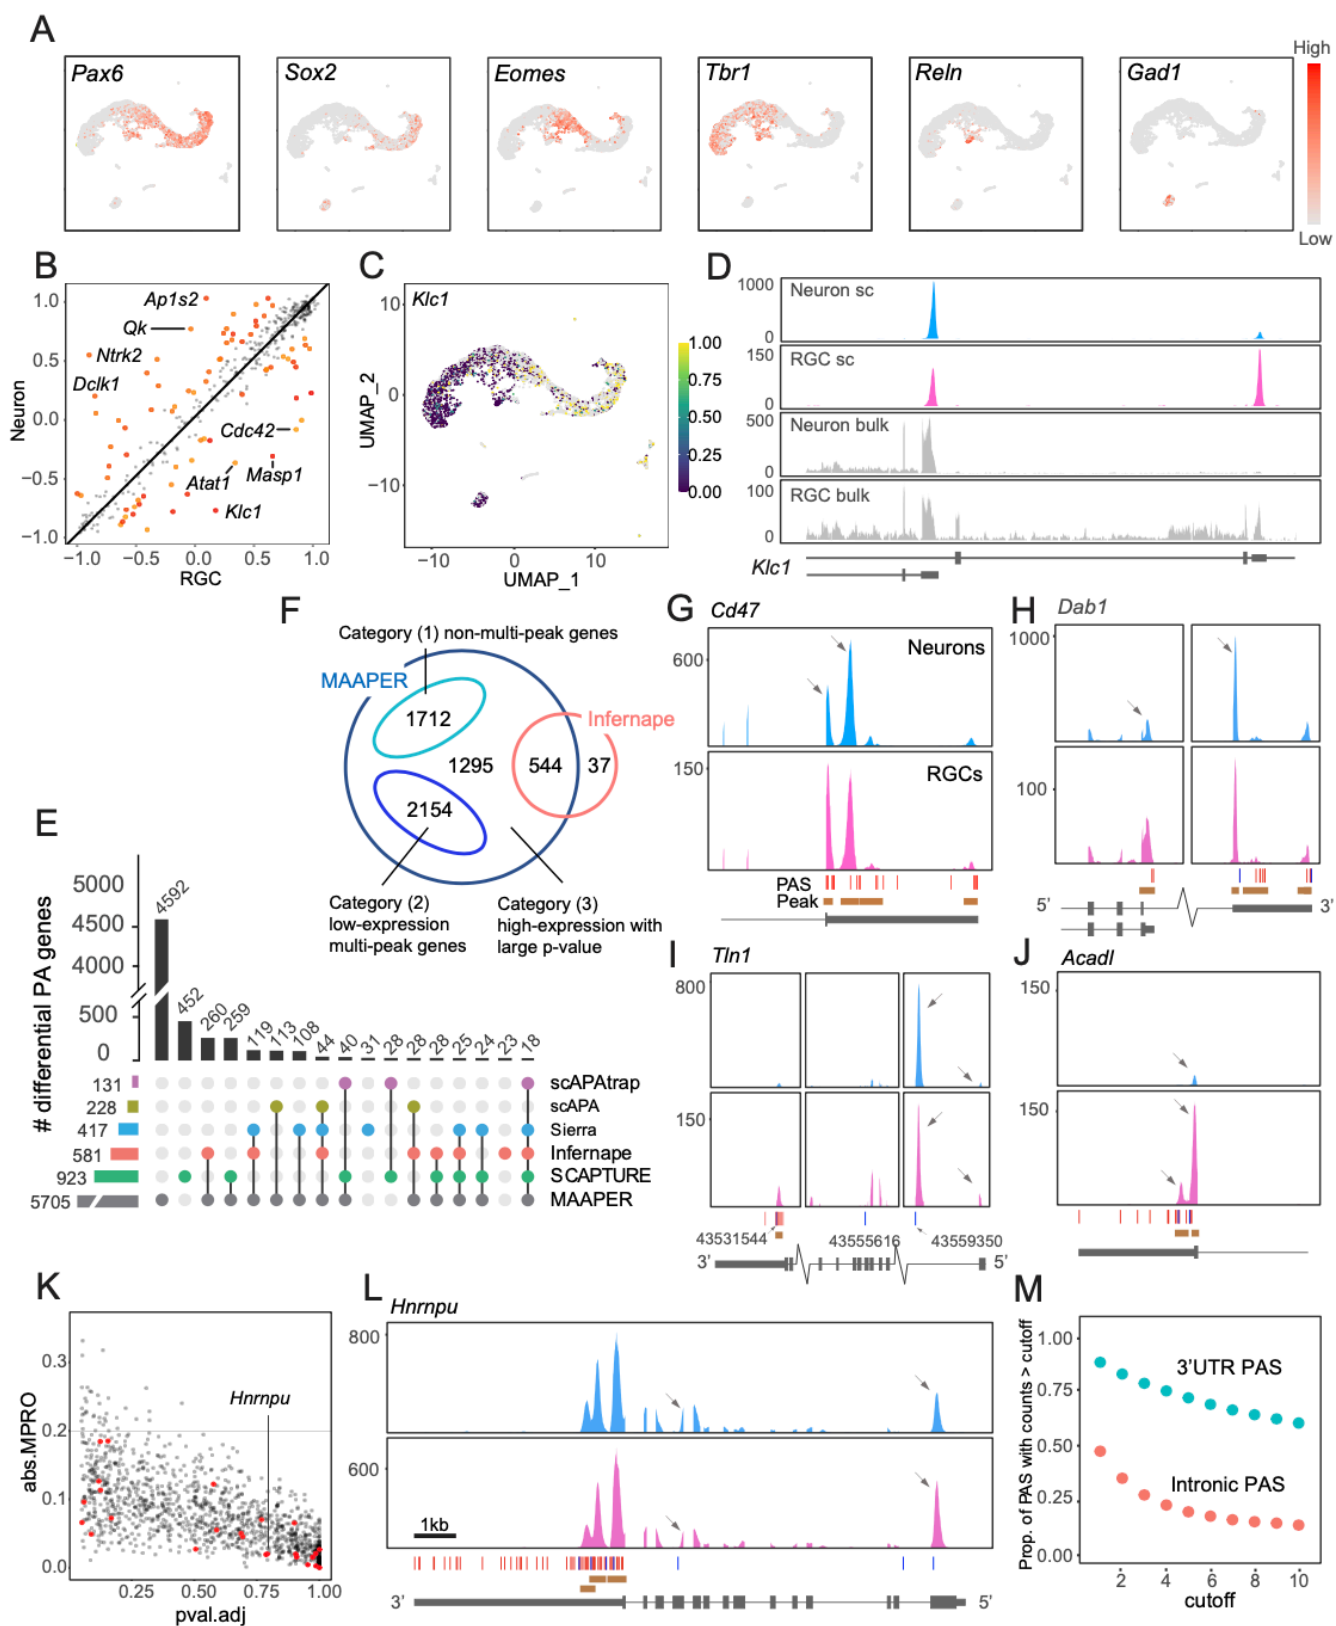 A
Pax6
Sox2
Eomes
Tbr1
Reln
Gad1
High
Low
B
Neuron
1.0
0.5
0.0
−0.5
−1.0
Ap1s2
Qk
Ntrk2
Dclk1
Cdc42
Atat1
Masp1
Klc1
−1.0 −0.5 0.0 0.5 1.0
RGC
C
Klc1
UMAP_2
10
0
−10
−10 0 10
UMAP_1
1.00
0.75
0.50
0.25
0.00
D
1000
0
Neuron sc
150
0
RGC sc
500
0
Neuron bulk
100
0
RGC bulk
Klc1
E
# differential PA genes
5000
4500
4000
500
0
4592 452 260 259 119 113 108 44 40 31 28 28 28 25 24 23 18
131 scAPAtrap
228 scAPA
417 Sierra
581 Infernape
923 SCAPTURE
5705 MAAPER
F
Category (1) non-multi-peak genes
MAAPER
Infernape
1712
1295
544
37
2154
Category (2)
low-expression
multi-peak genes
Category (3)
high-expression with
large p-value
G
Cd47
600
Neurons
150
RGCs
PAS
Peak
H
Dab1
1000
100
5'
3'
I
Tln1
800
150
43531544
43555616
43559350
3'
5'
J
Acadl
150
150
K
abs.MPRO
0.3
0.2
0.1
0.0
Hnrnpu
0.25 0.50 0.75 1.00
pval.adj
L
Hnrnpu
800
600
1kb
3'
5'
M
Prop. of PAS with counts > cutoff
1.00
0.75
0.50
0.25
0.00
3'UTR PAS
Intronic PAS
2 4 6 8 10
cutoff